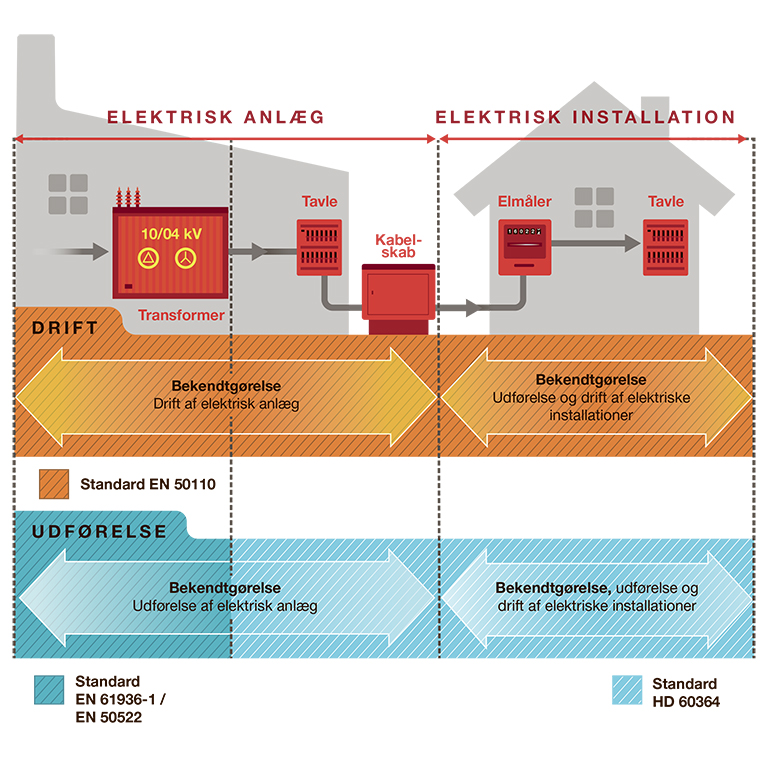 ELEKTRISK ANLÆG
ELEKTRISK INSTALLATION
Tavle
Elmåler
Tavle
10/04 kV
Kabel-
skab
Transformer
DRIFT
Bekendtgørelse
Drift af elektrisk anlæg
Bekendtgørelse
Udførelse og drift af elektriske
installationer
Standard EN 50110
UDFØRELSE
Bekendtgørelse
Udførelse af elektrisk anlæg
Bekendtgørelse, udførelse og
drift af elektriske installationer
Standard
EN 61936-1 /
EN 50522
Standard
HD 60364